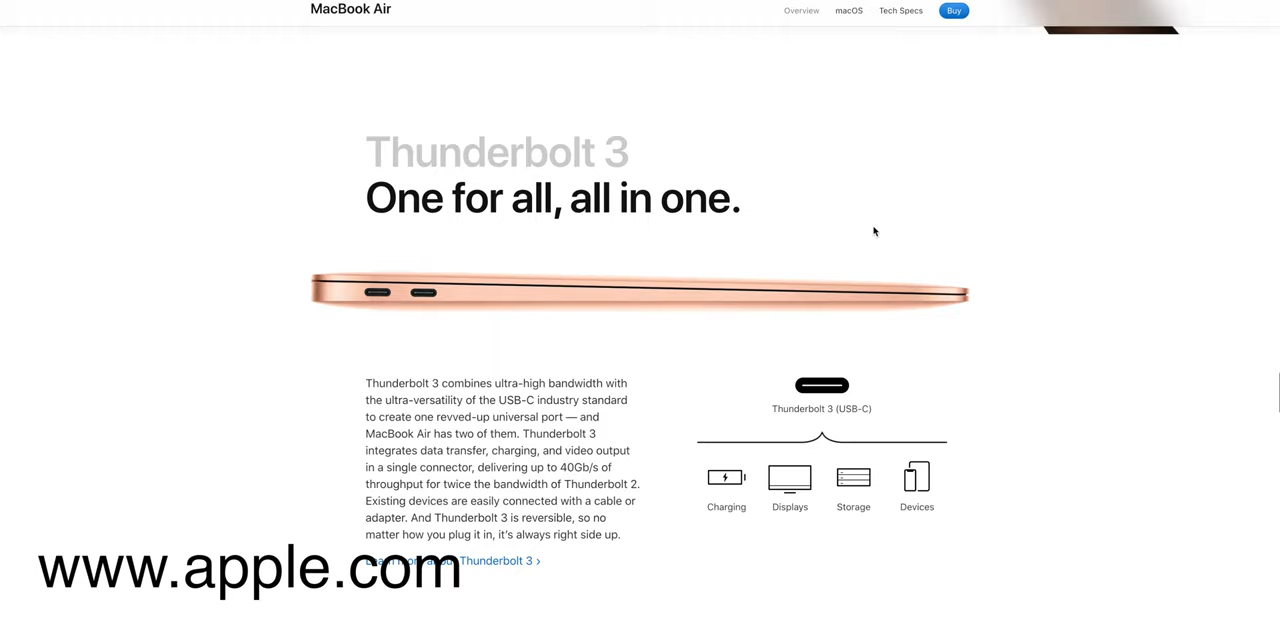 MacBook Air
Overview macOS Tech Specs Buy
Thunderbolt 3
One for all, all in one.
Thunderbolt 3 combines ultra-high bandwidth with
the ultra-versatility of the USB-C industry standard
to create one revved-up universal port — and
MacBook Air has two of them. Thunderbolt 3
integrates data transfer, charging, and video output
in a single connector, delivering up to 40Gb/s of
throughput for twice the bandwidth of Thunderbolt 2.
Existing devices are easily connected with a cable or
adapter. And Thunderbolt 3 is reversible, so no
matter how you plug it in, it’s always right side up.
Learn more about Thunderbolt 3 ›
Thunderbolt 3 (USB-C)
Charging Displays Storage Devices
www.apple.com